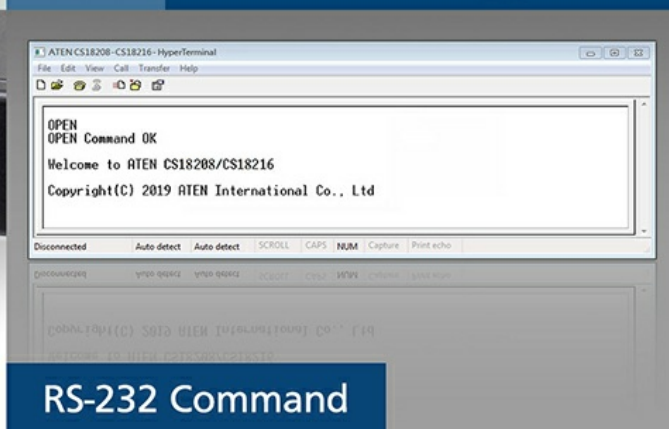 ATEN CS18208-CS18216- HyperTerminal
File Edit View Call Transfer Help
OPEN
OPEN Command OK
Welcome to ATEN CS18208/CS18216
Copyright(C) 2019 ATEN International Co., Ltd
Disconnected Auto detect Auto detect SCROLL CAPS NUM Capture Print echo
RS-232 Command